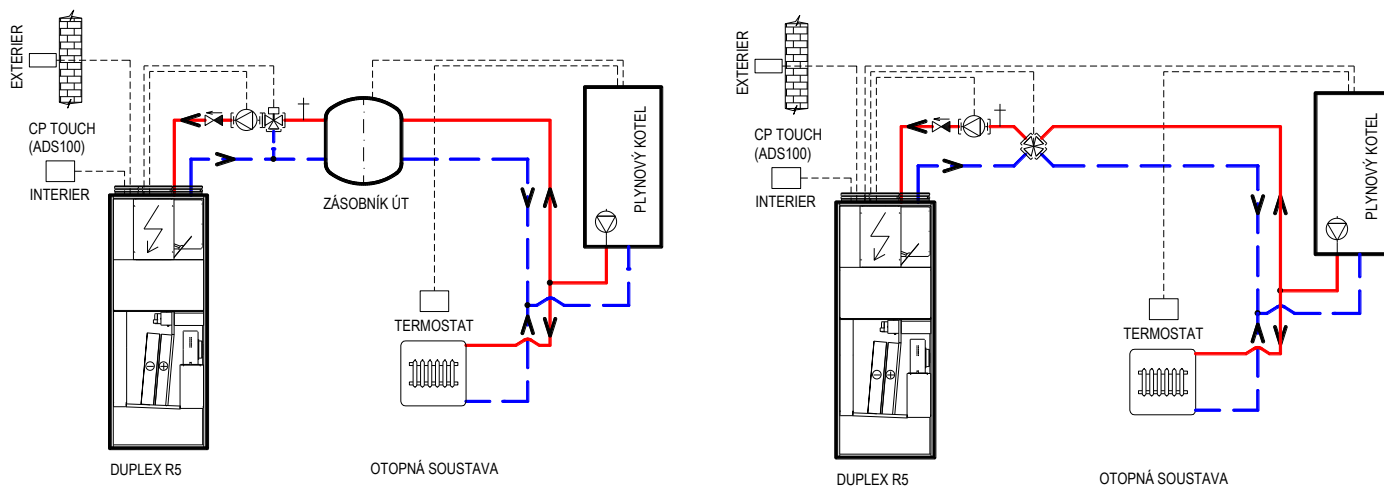 EXTERIER
CP TOUCH
(ADS100)
INTERIER
ZÁSOBNÍK ÚT
PLYNOVÝ KOTEL
TERMOSTAT
DUPLEX R5
OTOPNÁ SOUSTAVA
EXTERIER
CP TOUCH
(ADS100)
INTERIER
PLYNOVÝ KOTEL
TERMOSTAT
DUPLEX R5
OTOPNÁ SOUSTAVA